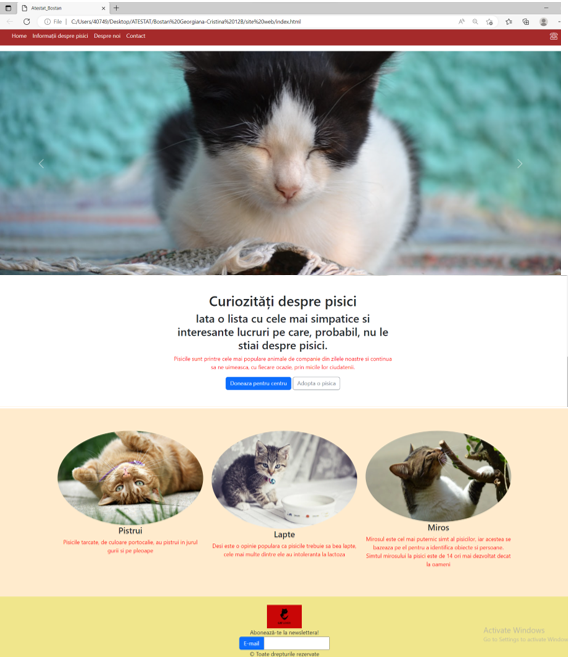 Atestat_Bostan
File
C:/Users/40749/Desktop/ATESTAT/Bostan%20Georgiana-Cristina%2012B/site%20web/index.html
Home Informații despre pisici Despre noi Contact
Curiozități despre pisici
Iata o lista cu cele mai simpatice si
interesante lucruri pe care, probabil, nu le
stiai despre pisici.
Pisicile sunt printre cele mai populare animale de companie din zilele noastre si continua
sa ne uimeasca, cu fiecare ocazie, prin micile lor ciudatenii.
Doneaza pentru centru Adopta o pisica
Pistrui
Pisicile tarcate, de culoare portocalie, au pistrui in jurul
gurii si pe pleoape.
Lapte
Desi este o opinie populara ca pisicile trebuie sa bea lapte,
cele mai multe dintre ele au intoleranta la lactoza
Miros
Mirosul este cel mai puternic simt al pisicilor, iar acestea se
bazeaza pe el pentru a identifica obiecte si persoane.
Simtul mirosului la pisici este de 14 ori mai dezvoltat decat
la oameni
Abonează-te la newsletterul
E-mail
© Toate drepturile rezervate
Activate Windows
Go to Settings to activate Windows